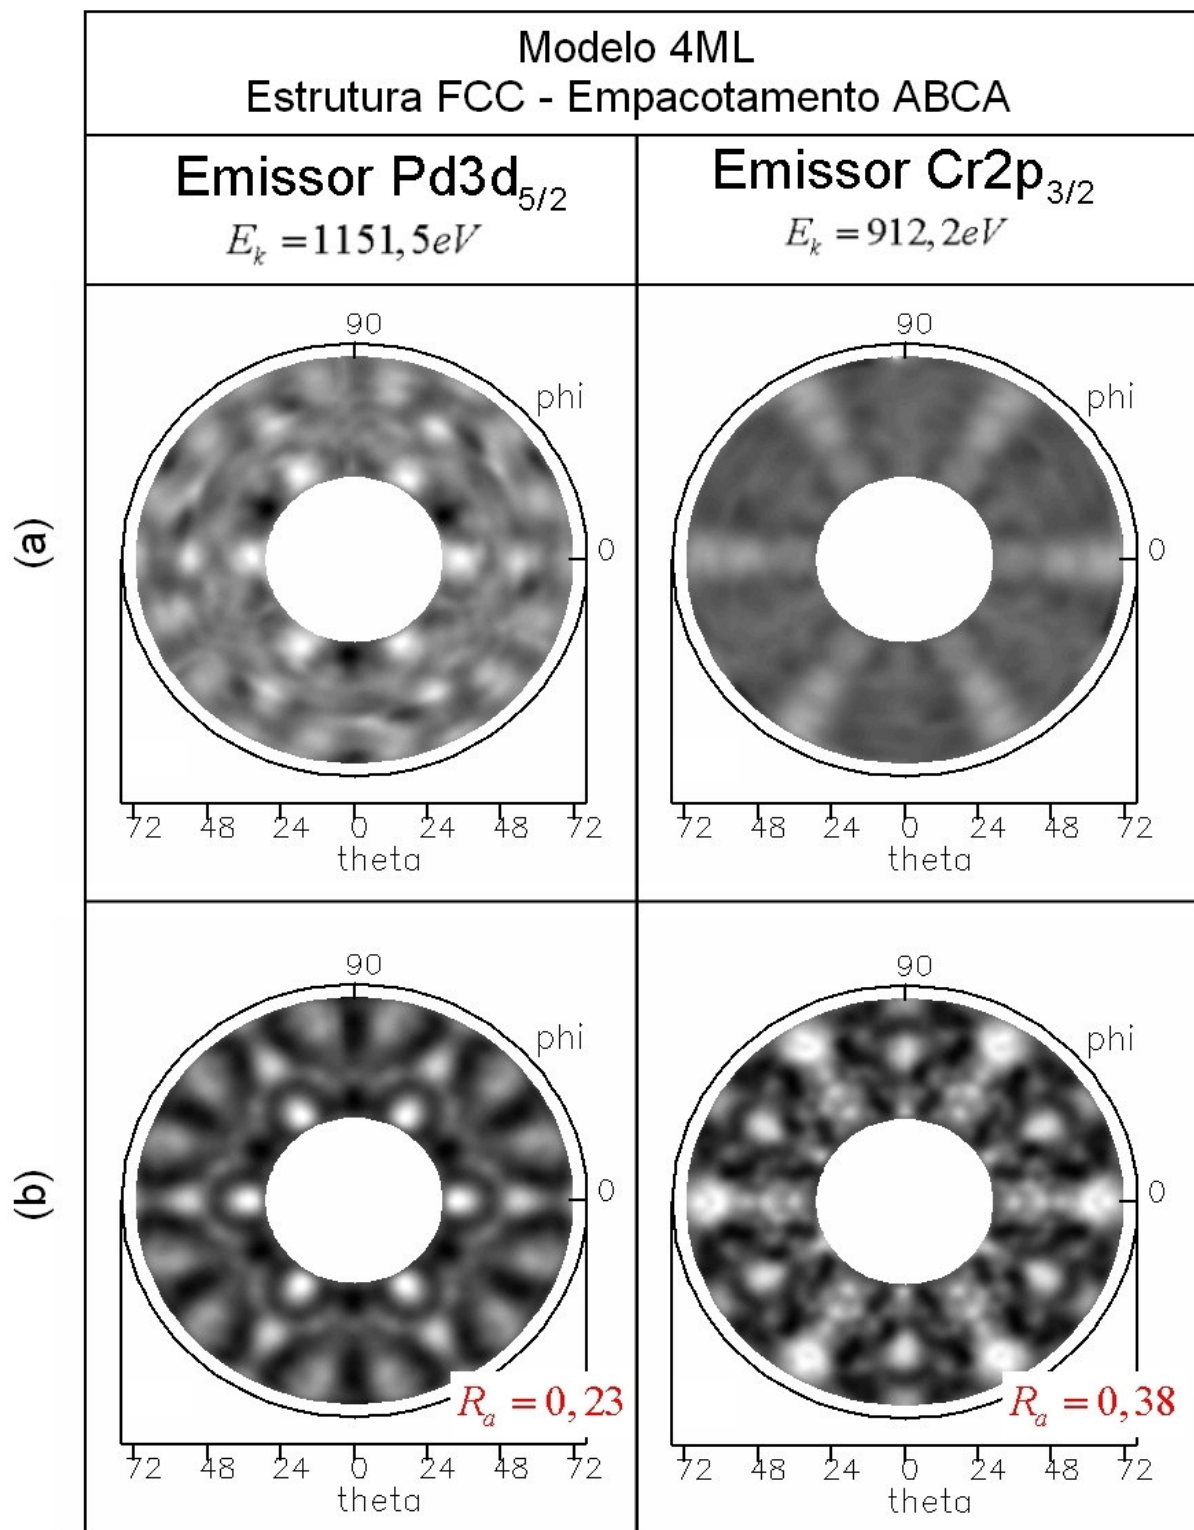 Modelo 4ML
Estrutura FCC - Empacotamento ABCA
Emissor Pd3d5/2
Emissor Cr2p3/2
Ek = 1151,5eV
Ek = 912,2eV
(a)
90
phi
0
72 48 24 0 24 48 72
theta
90
phi
0
72 48 24 0 24 48 72
theta
(b)
90
phi
0
Ra = 0,23
72 48 24 0 24 48 72
theta
90
phi
0
Ra = 0,38
72 48 24 0 24 48 72
theta